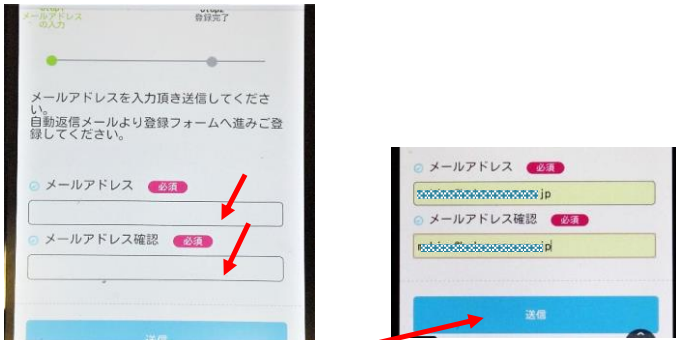 Step1
メールアドレス
の入力
Step2
登録完了
メールアドレスを入力頂き送信してくださ
い。
自動返信メールより登録フォームへ進みご登
録してください。
メールアドレス 必須
メールアドレス確認 必須
送信
メールアドレス 必須
jp
メールアドレス確認 必須
jp
送信